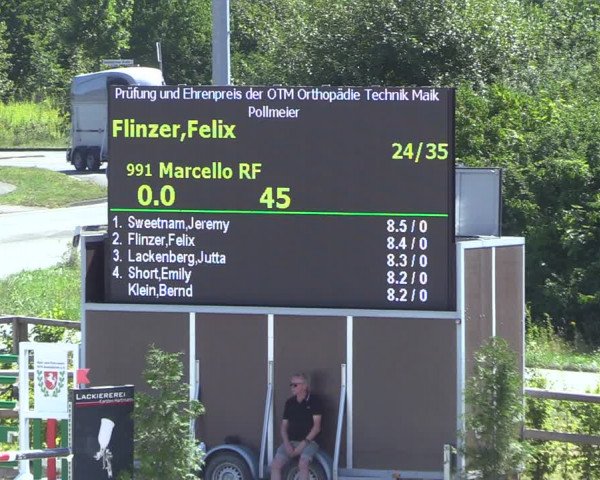 Prüfung und Ehrenpreis der OTM Orthopädie Technik Maik
Pollmeier
Flinzer,Felix
24/35
991 Marcello RF
0.0 45
1. Sweetnam,Jeremy 8.5 / 0
2. Flinzer,Felix 8.4 / 0
3. Lackenberg,Jutta 8.3 / 0
4. Short,Emily 8.2 / 0
Klein,Bernd 8.2 / 0
LACKIEREREI